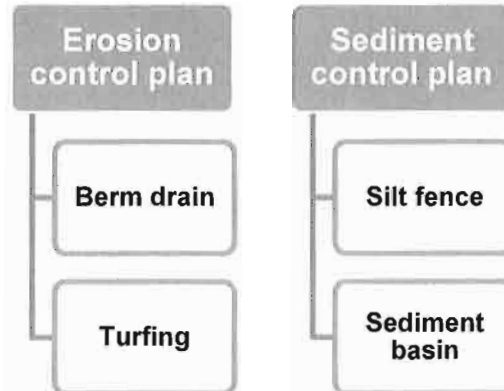 Erosion
control plan
Berm drain
Turfing
Sediment
control plan
Silt fence
Sediment
basin